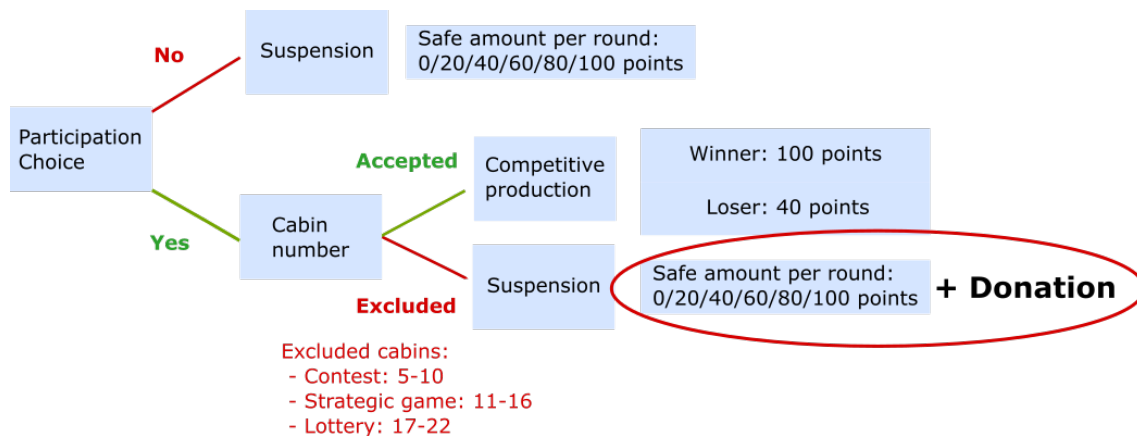 No
Suspension
Safe amount per round:
0/20/40/60/80/100 points
Participation
Choice
Accepted
Competitive
production
Winner: 100 points
Loser: 40 points
Yes
Cabin
number
Excluded
Suspension
Safe amount per round:
0/20/40/60/80/100 points
+ Donation
Excluded cabins:
- Contest: 5-10
- Strategic game: 11-16
- Lottery: 17-22